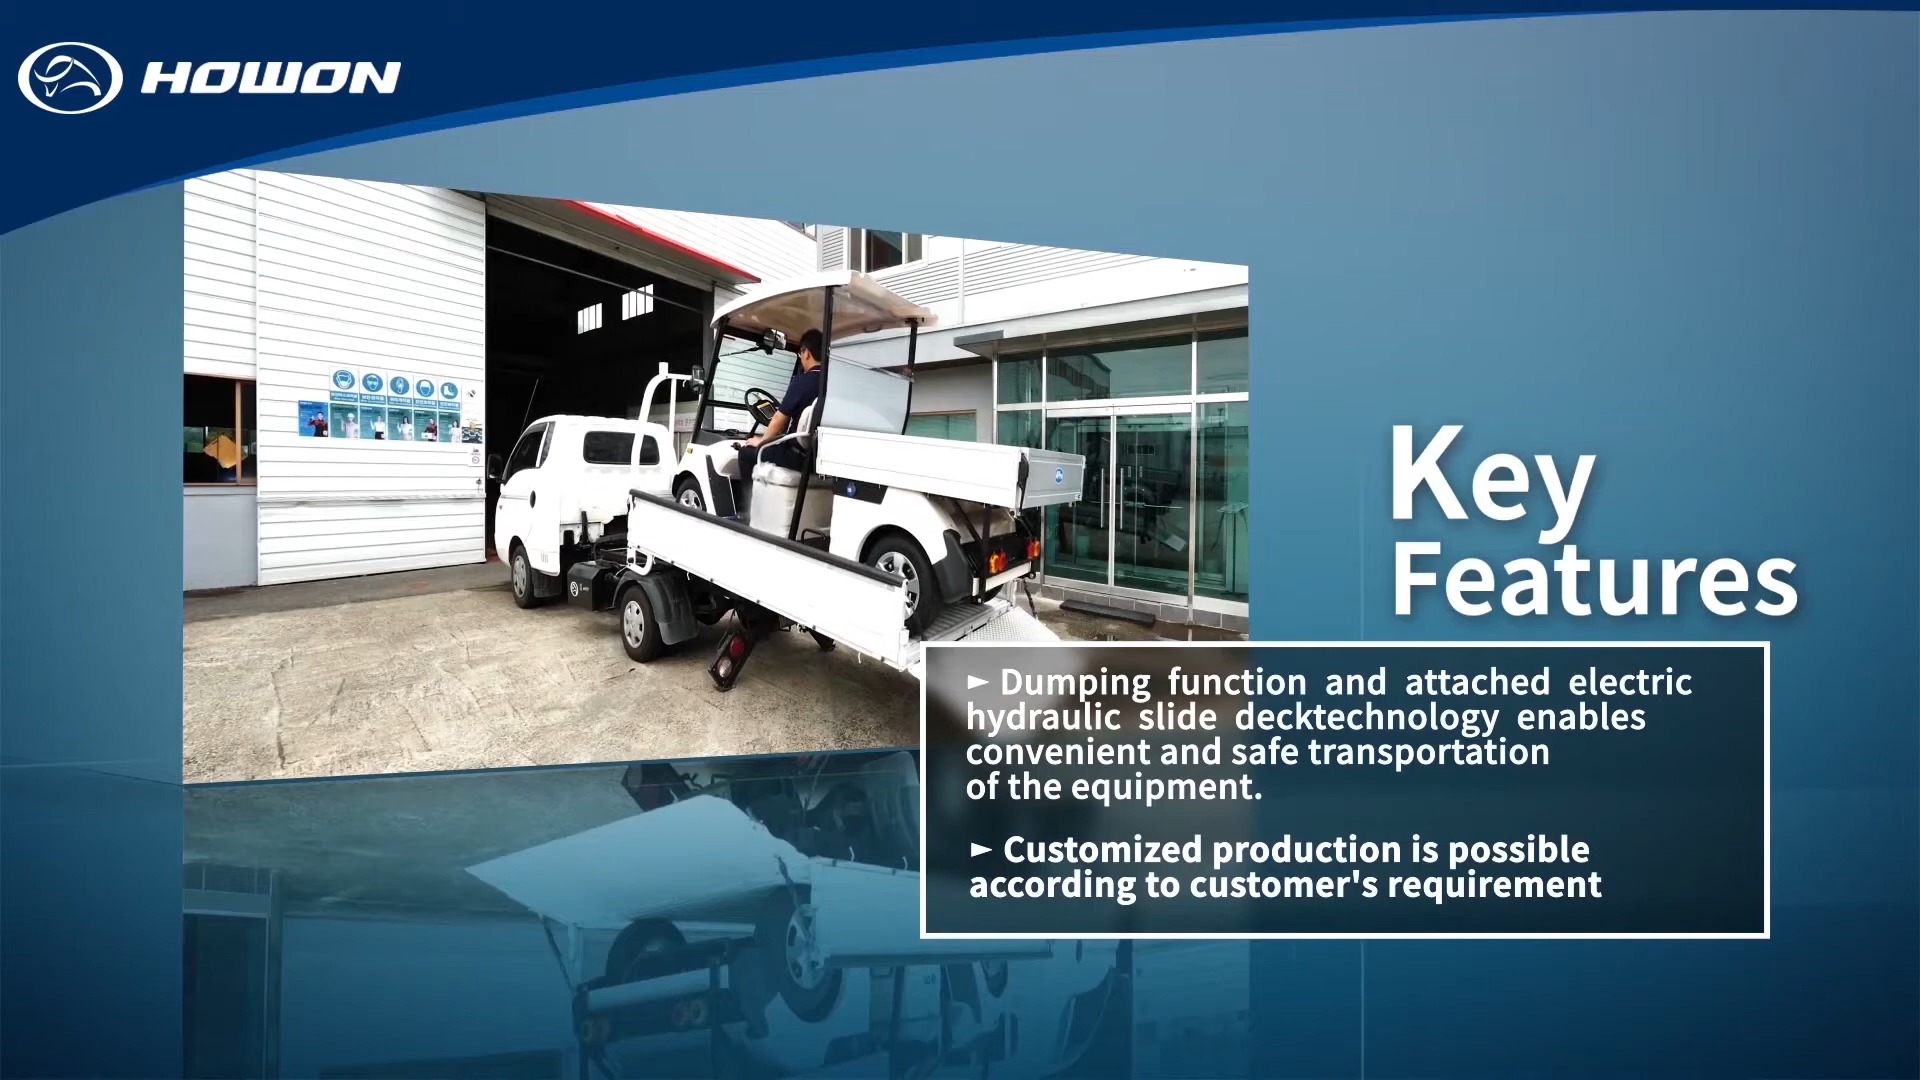 HOWON
Key
Features
► Dumping function and attached electric
hydraulic slide decktechnology enables
convenient and safe transportation
of the equipment.
► Customized production is possible
according to customer's requirement